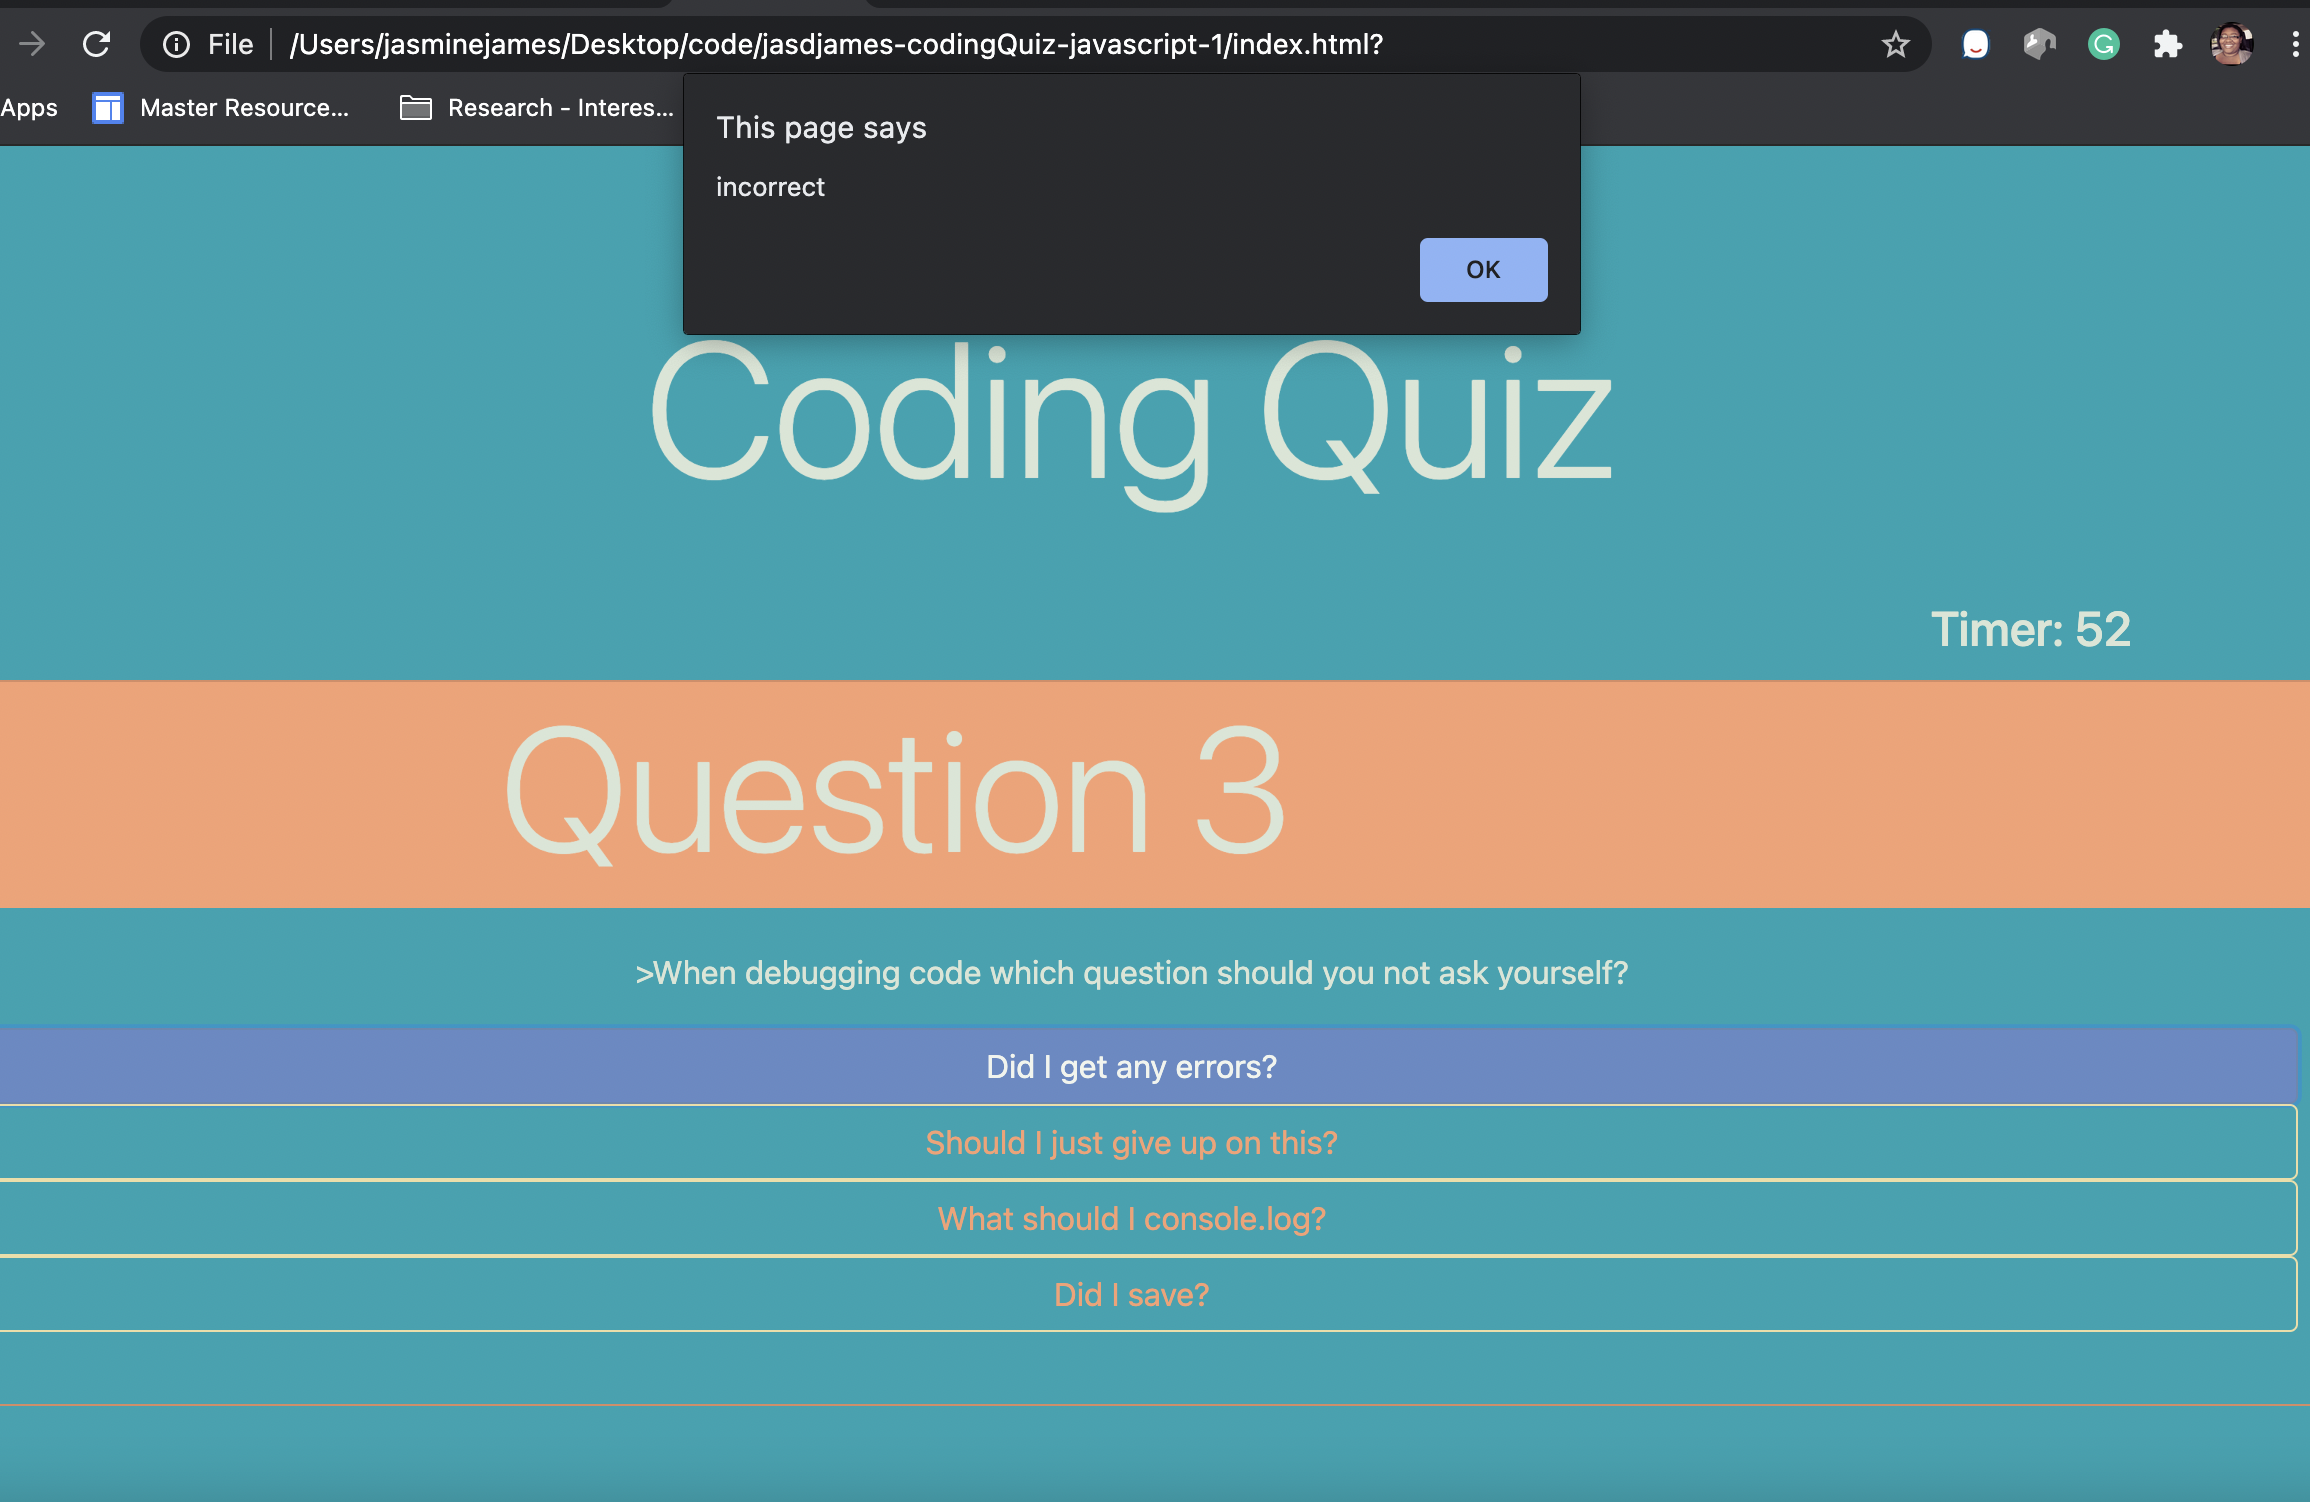 File /Users/jasminejames/Desktop/code/jasdjames-codingQuiz-javascript-1/index.html?
Apps Master Resource... Research - Interes...
This page says
incorrect
OK
Coding Quiz
Timer: 52
Question 3
>When debugging code which question should you not ask yourself?
Did I get any errors?
Should I just give up on this?
What should I console.log?
Did I save?